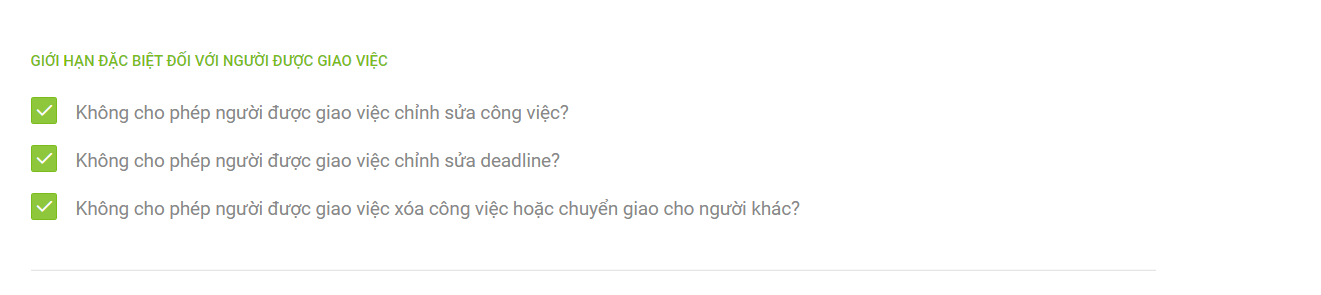 GIỚI HẠN ĐẶC BIỆT ĐỐI VỚI NGƯỜI ĐƯỢC GIAO VIỆC
Không cho phép người được giao việc chỉnh sửa công việc?
Không cho phép người được giao việc chỉnh sửa deadline?
Không cho phép người được giao việc xóa công việc hoặc chuyển giao cho người khác?